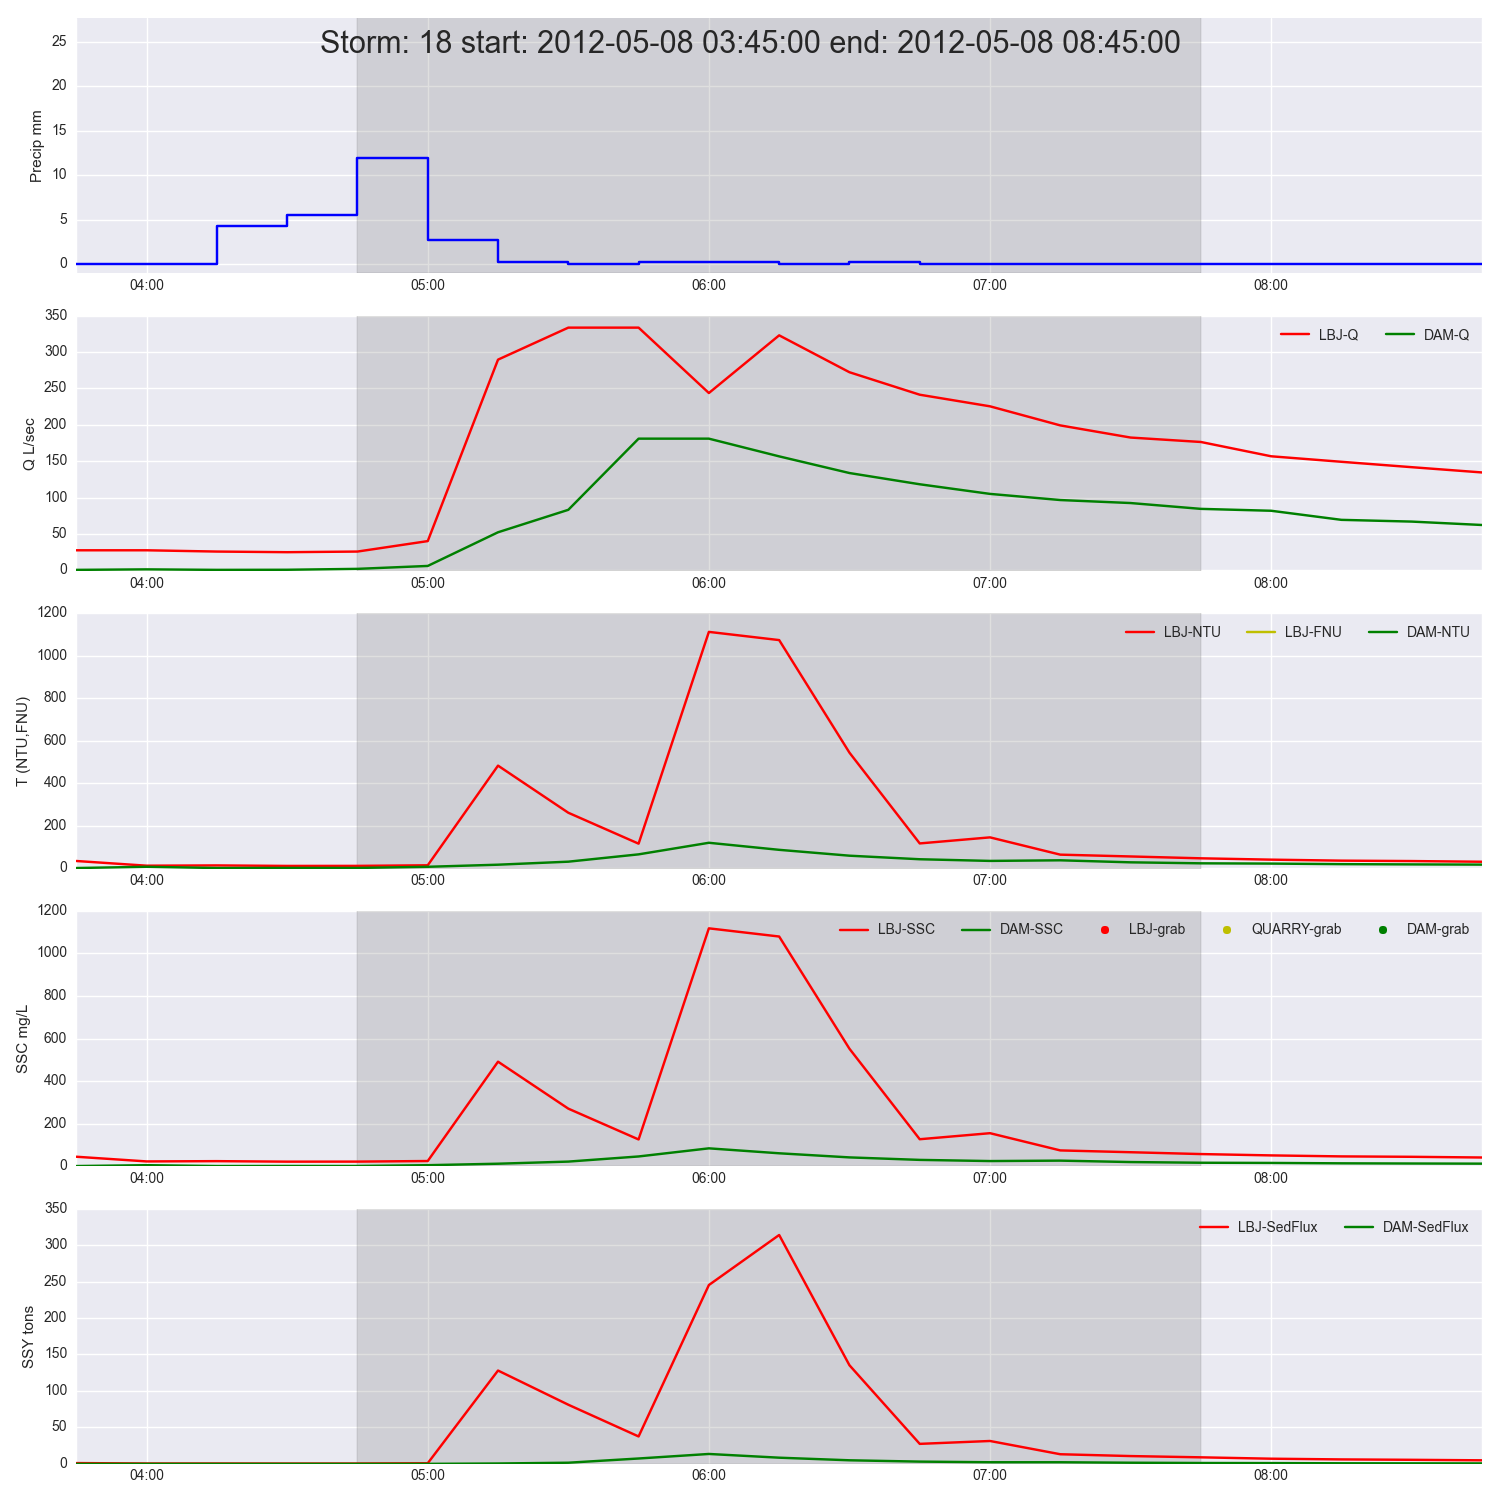 Storm: 18 start: 2012-05-08 03:45:00 end: 2012-05-08 08:45:00
Precip mm
25
20
15
10
5
0
04:00 05:00 06:00 07:00 08:00
Q L/sec
LBJ-Q DAM-Q
350
300
250
200
150
100
50
0
04:00 05:00 06:00 07:00 08:00
T (NTU,FNU)
LBJ-NTU LBJ-FNU DAM-NTU
1200
1000
800
600
400
200
0
04:00 05:00 06:00 07:00 08:00
SSC mg/L
LBJ-SSC DAM-SSC LBJ-grab QUARRY-grab DAM-grab
1200
1000
800
600
400
200
0
04:00 05:00 06:00 07:00 08:00
SSY tons
LBJ-SedFlux DAM-SedFlux
350
300
250
200
150
100
50
0
04:00 05:00 06:00 07:00 08:00